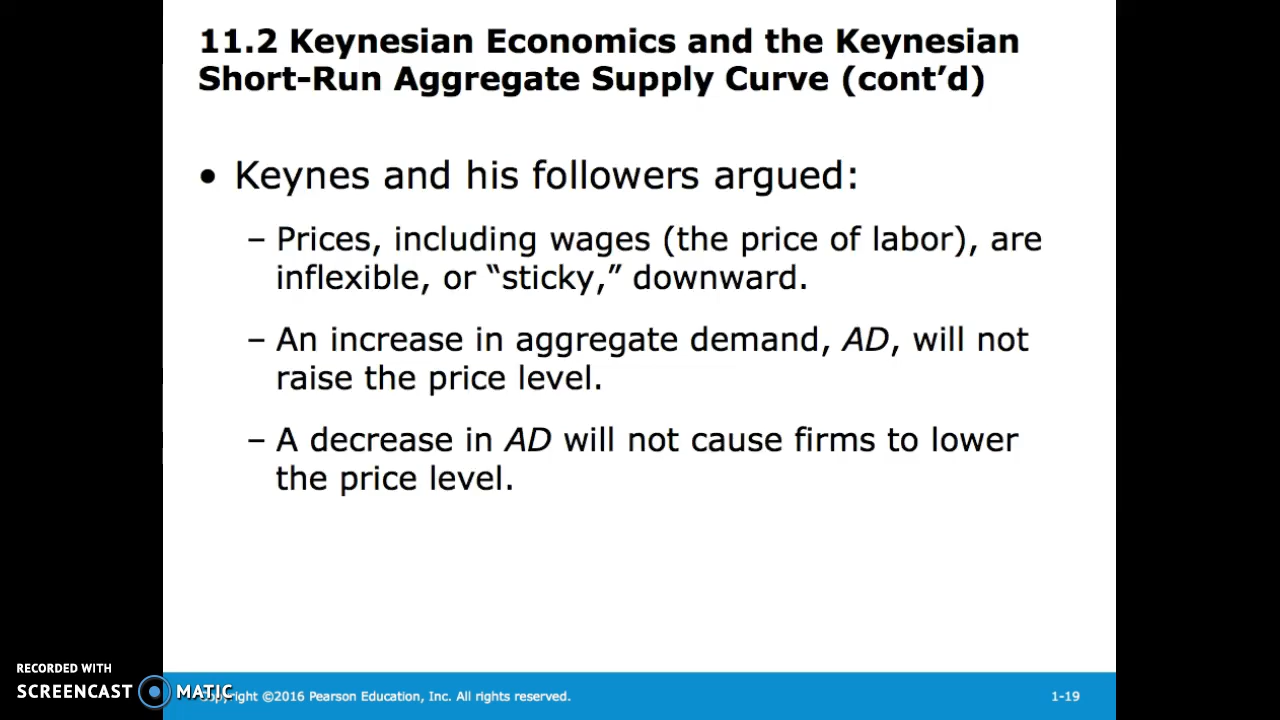 11.2 Keynesian Economics and the Keynesian
Short-Run Aggregate Supply Curve (cont’d)
• Keynes and his followers argued:
– Prices, including wages (the price of labor), are
inflexible, or “sticky,” downward.
– An increase in aggregate demand, AD, will not
raise the price level.
– A decrease in AD will not cause firms to lower
the price level.
RECORDED WITH
SCREENCAST MATIC
Copyright ©2016 Pearson Education, Inc. All rights reserved.
1-19